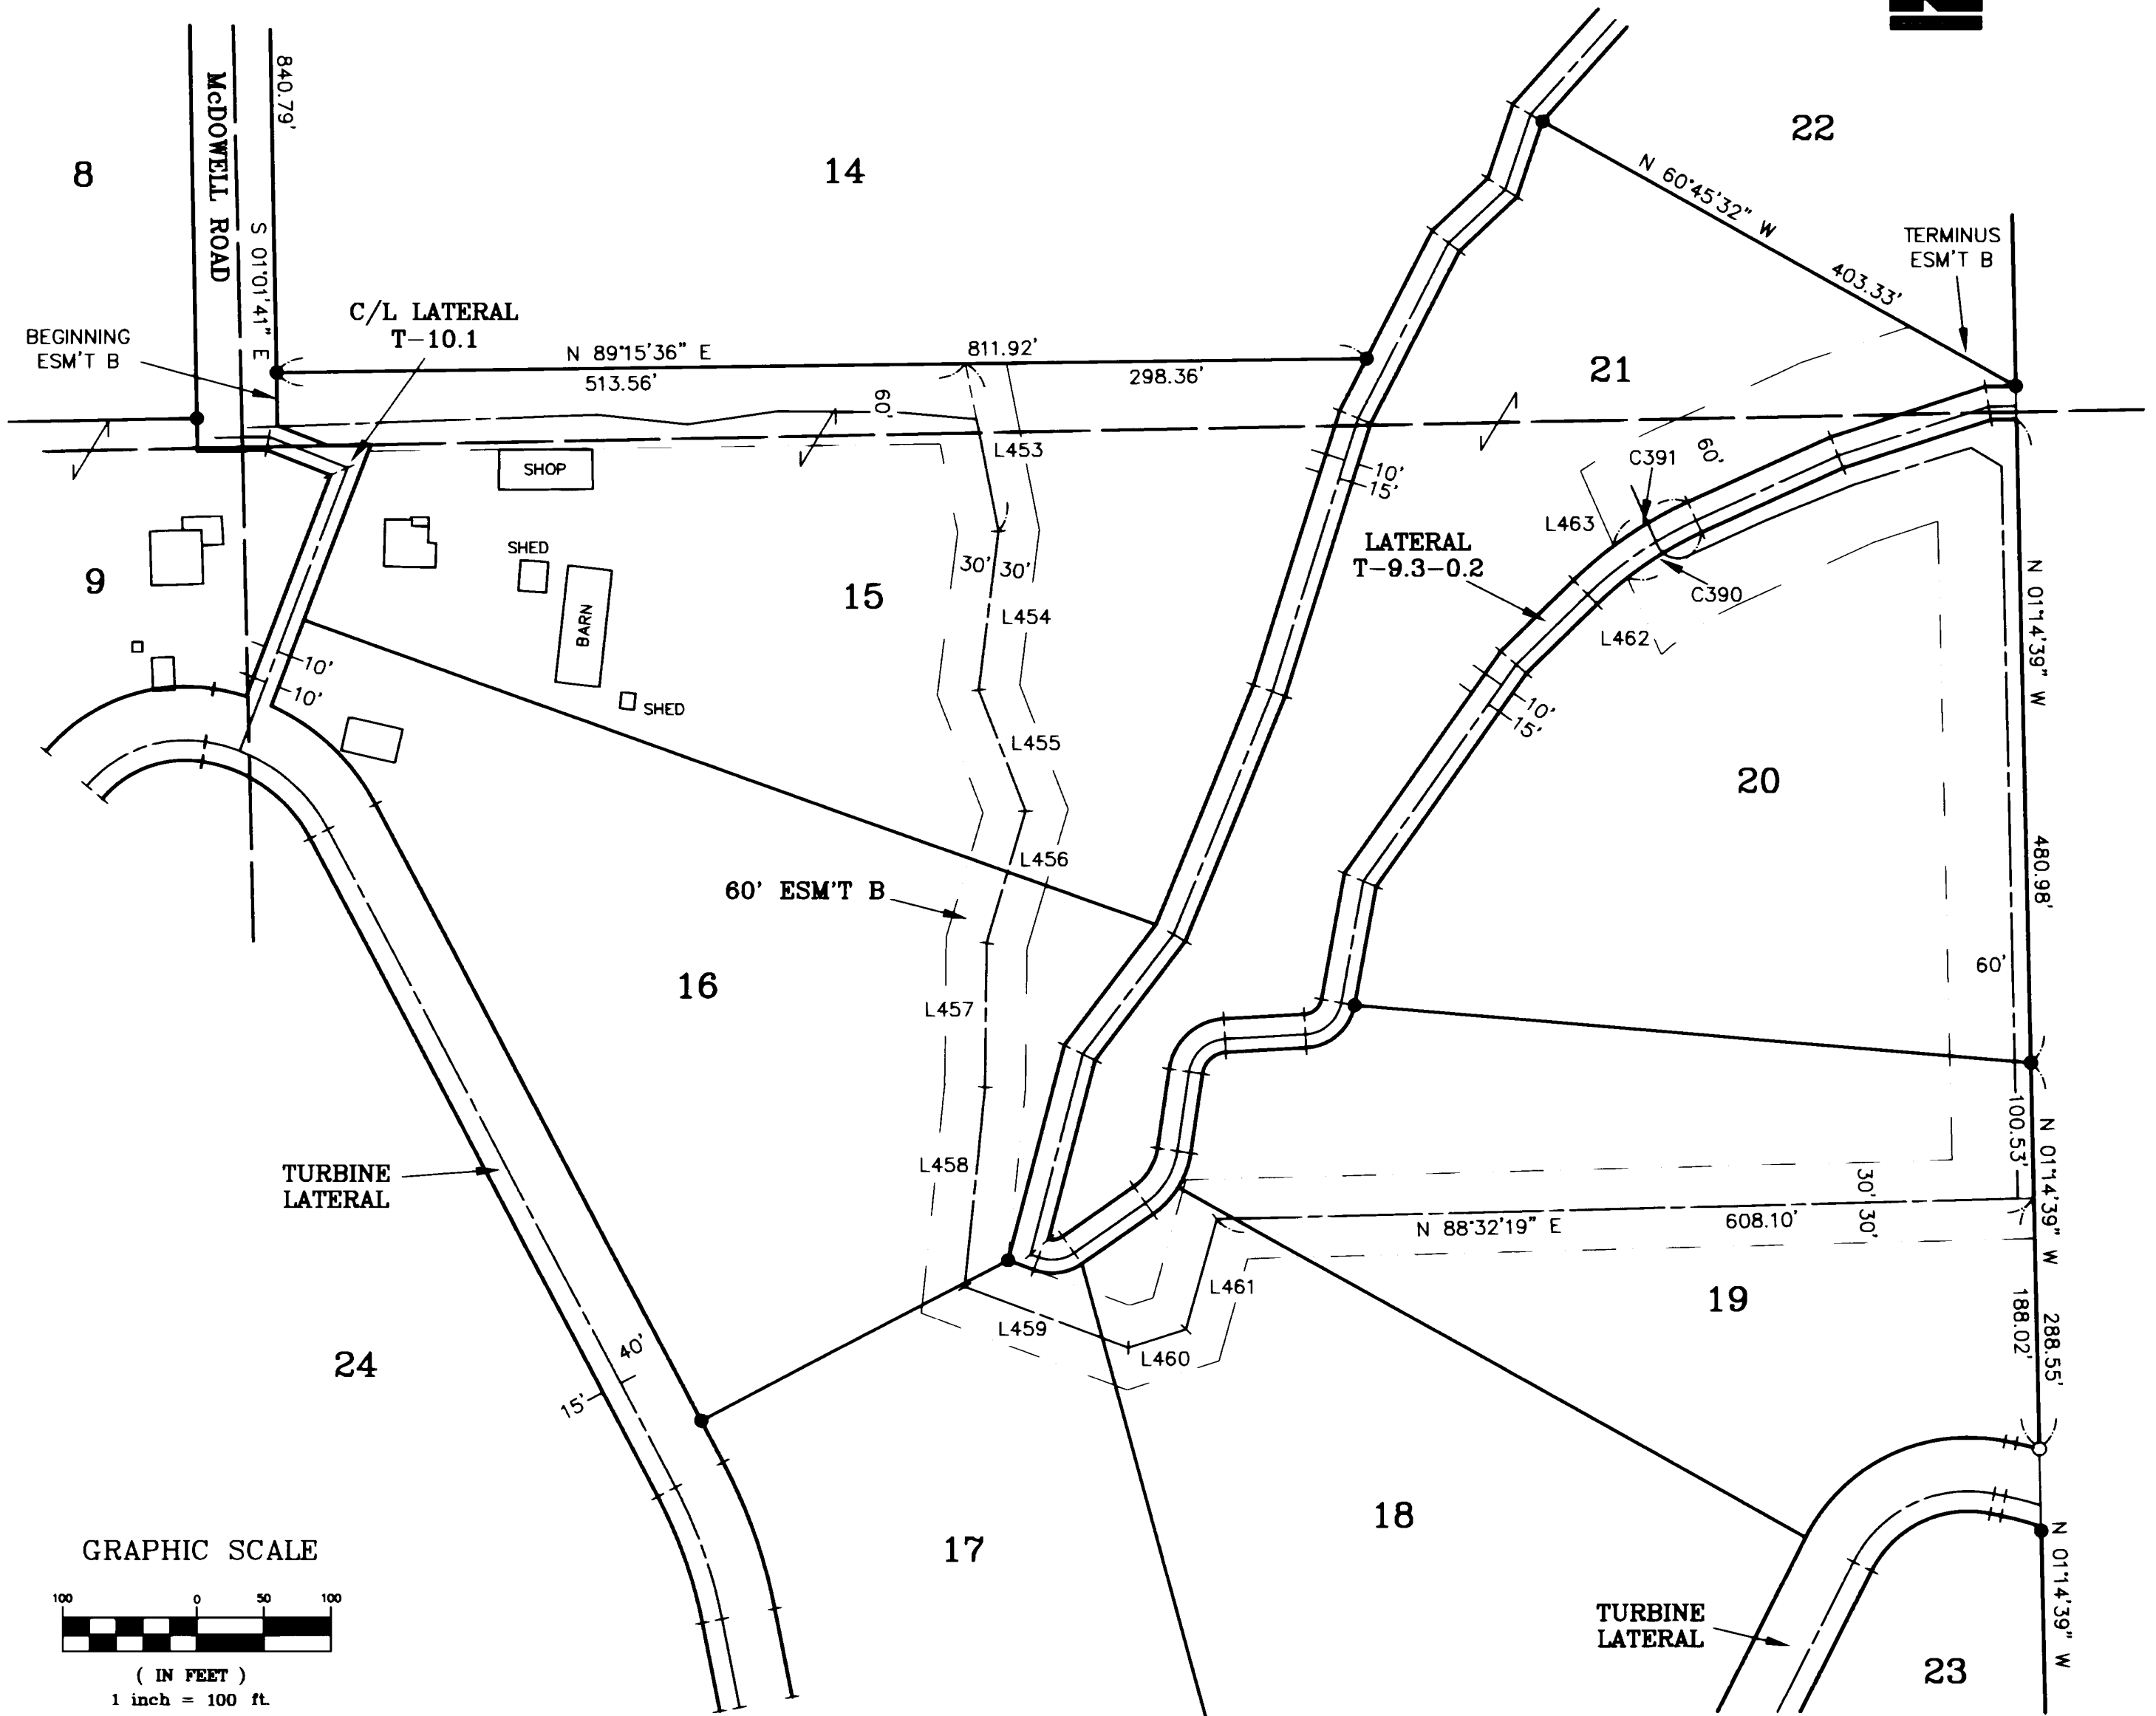 22
840.79'
McDOWELL ROAD
8
14
N 60°45'32" W
TERMINUS
ESM'T B
S 01°01'41" E
403.33'
C/L LATERAL
T-10.1
BEGINNING
ESM'T B
N 89°15'36" E
811.92'
513.56'
298.36'
21
60'
L453
SHOP
10'
15'
C391
60'
L463
LATERAL
T-9.3-0.2
SHED
30'
30'
9
15
C390
N 01°14'39" W
BARN
L454
L462
10'
10'
SHED
10'
15'
L455
20
L456
480.98'
60' ESM'T B
60'
16
L457
100.53'
N 01°14'39" W
TURBINE
LATERAL
L458
30'
30'
N 88°32'19" E
608.10'
L461
19
L459
188.02'
288.55'
40'
L460
24
15'
18
GRAPHIC SCALE
17
N 01°14'39" W
100
0
50
100
TURBINE
LATERAL
( IN FEET )
1 inch = 100 ft.
23